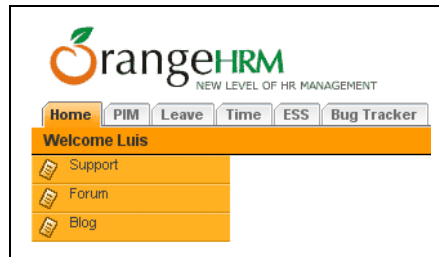 OrangeHRM
NEW LEVEL OF HR MANAGEMENT
Home PIM Leave Time ESS Bug Tracker
Welcome Luis
Support
Forum
Blog